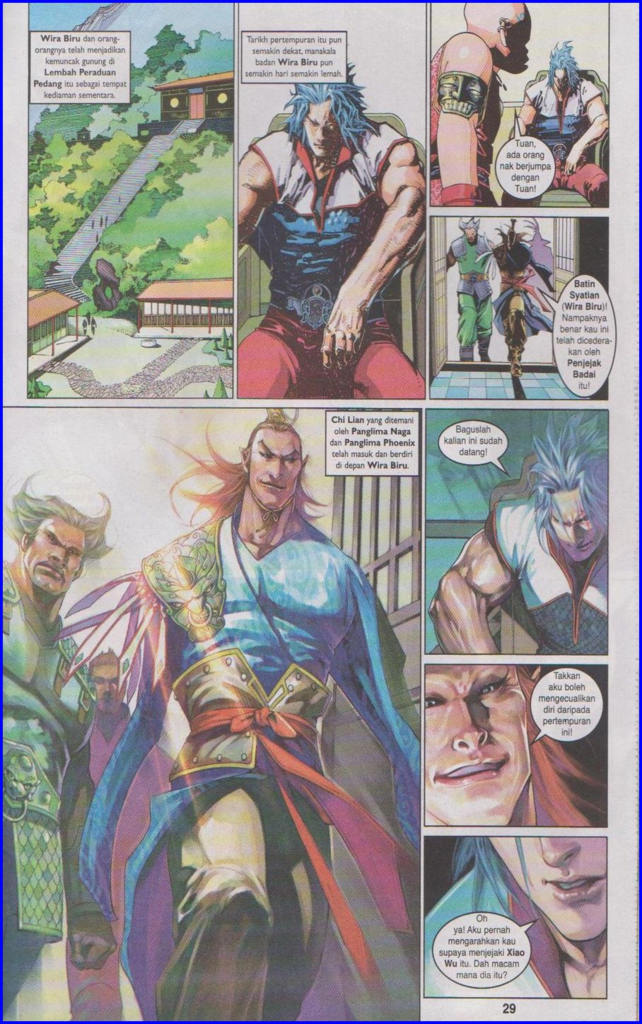 Wira Biru dan orang-
orangnya telah menjadikan
kemuncak gunung di
Lembah Peraduan
Pedang itu sebagai tempat
kediaman sementara.
Tarikh pertempuran itu pun
semakin dekat, manakala
badan Wira Biru pun
semakin hari semakin lemah.
Tuan,
ada orang
nak berjumpa
dengan
Tuan!
Batin
Syatian
(Wira Biru)!
Nampaknya
benar kau ini
telah dicedera-
kan oleh
Penjejak
Badai
itu!
Chi Lian yang ditemani
oleh Panglima Naga
dan Panglima Phoenix
telah masuk dan berdiri
di depan Wira Biru.
Baguslah
kalian ini sudah
datang!
Takkan
aku boleh
mengecualikan
diri daripada
pertempuran
ini!
Oh
ya! Aku pernah
mengarahkan kau
supaya menjejaki Xiao
Wu itu. Dah macam
mana dia itu?
29